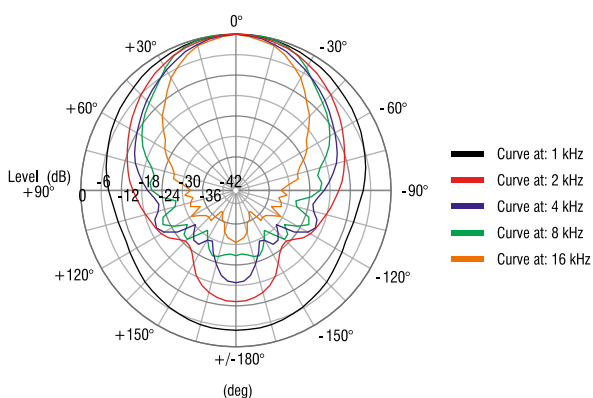 0°
+30°
-30°
+60°
-60°
Level (dB)
+90°
0
-6
-12
-18
-24
-30
-36
-42
-90°
+120°
-120°
+150°
-150°
+/-180°
(deg)
Curve at: 1 kHz
Curve at: 2 kHz
Curve at: 4 kHz
Curve at: 8 kHz
Curve at: 16 kHz